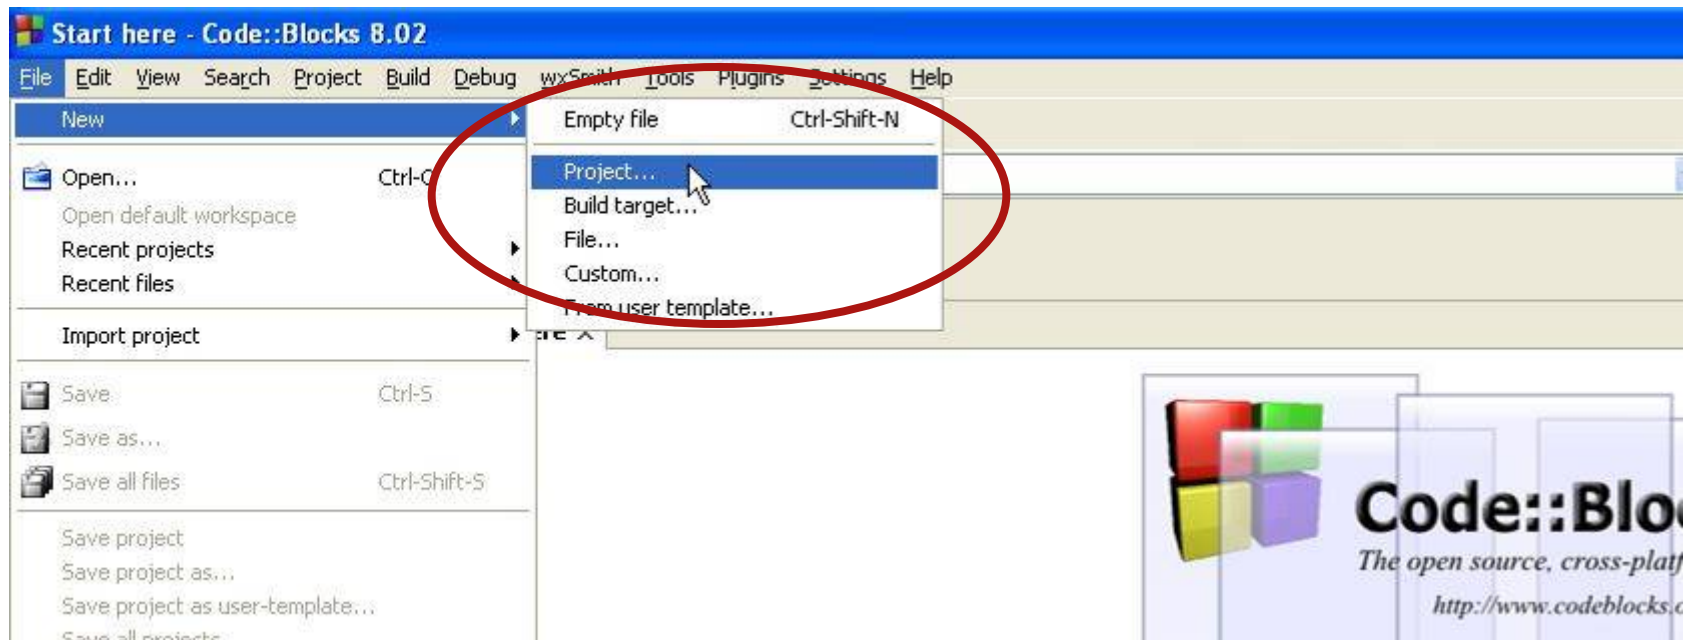 Start here - Code::Blocks 8.02
File Edit View Search Project Build Debug wxSmith Tools Plugins Settings Help
New
Empty file Ctrl-Shift-N
Project...
Open...
Build target...
Open default workspace
File...
Recent projects
Custom...
Recent files
From user template...
Import project
Save Ctrl-S
Save as...
Save all files Ctrl-Shift-S
Save project
Save project as...
Save project as user-template...
Save all projects
Code::Blo
The open source, cross-platf
http://www.codeblocks.